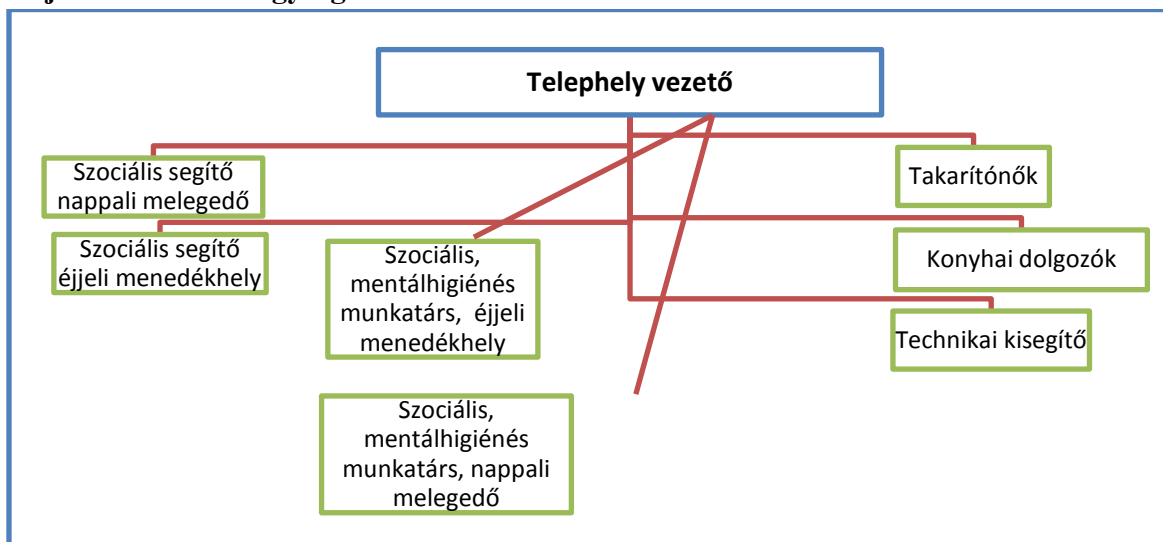 Telephely vezető
Szociális segítő
nappali melegedő
Szociális segítő
éjjeli menedékhely
Szociális,
mentálhigiénés
munkatárs, éjjeli
menedékhely
Szociális,
mentálhigiénés
munkatárs, nappali
melegedő
Takarítónők
Konyhai dolgozók
Technikai kisegítő